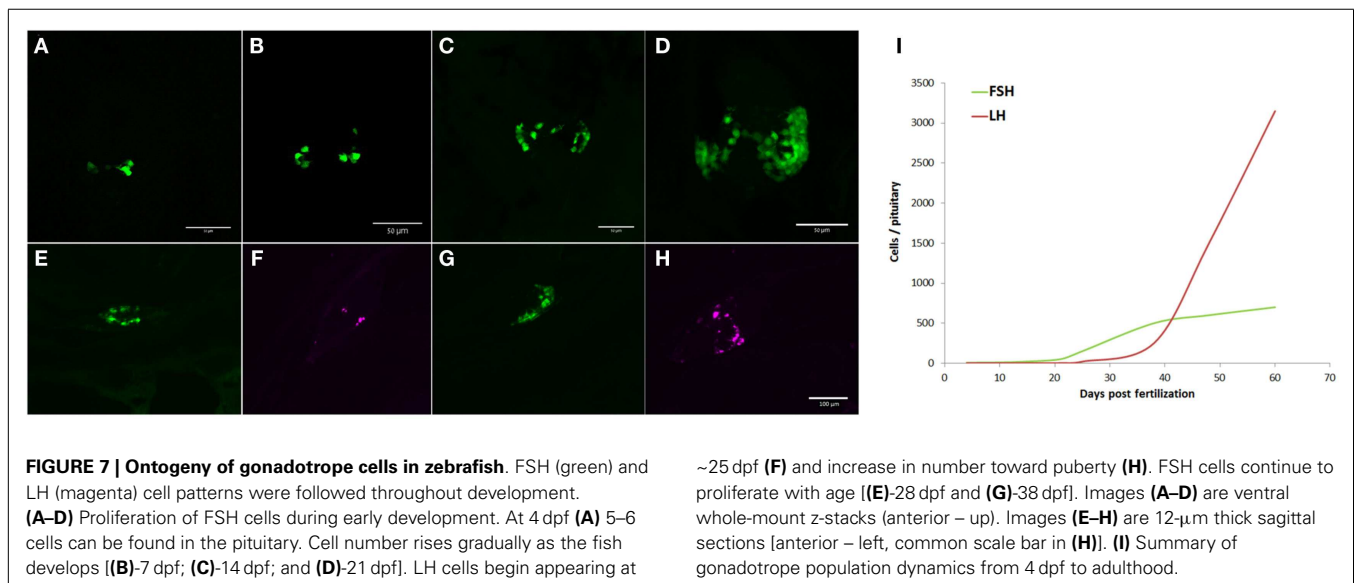 A
B
C
D
I
50 μm
50 μm
E
F
G
H
100 μm
3500
3000
2500
2000
1500
1000
500
0
Cells / pituitary
FSH
LH
0 10 20 30 40 50 60 70
Days post fertilization
FIGURE 7 | Ontogeny of gonadotrope cells in zebrafish. FSH (green) and
LH (magenta) cell patterns were followed throughout development.
(A–D) Proliferation of FSH cells during early development. At 4 dpf (A) 5–6
cells can be found in the pituitary. Cell number rises gradually as the fish
develops [(B)-7 dpf; (C)-14 dpf; and (D)-21 dpf]. LH cells begin appearing at
~25 dpf (F) and increase in number toward puberty (H). FSH cells continue to
proliferate with age [(E)-28 dpf and (G)-38 dpf]. Images (A–D) are ventral
whole-mount z-stacks (anterior – up). Images (E–H) are 12-μm thick sagittal
sections [anterior – left, common scale bar in (H)]. (I) Summary of
gonadotrope population dynamics from 4 dpf to adulthood.